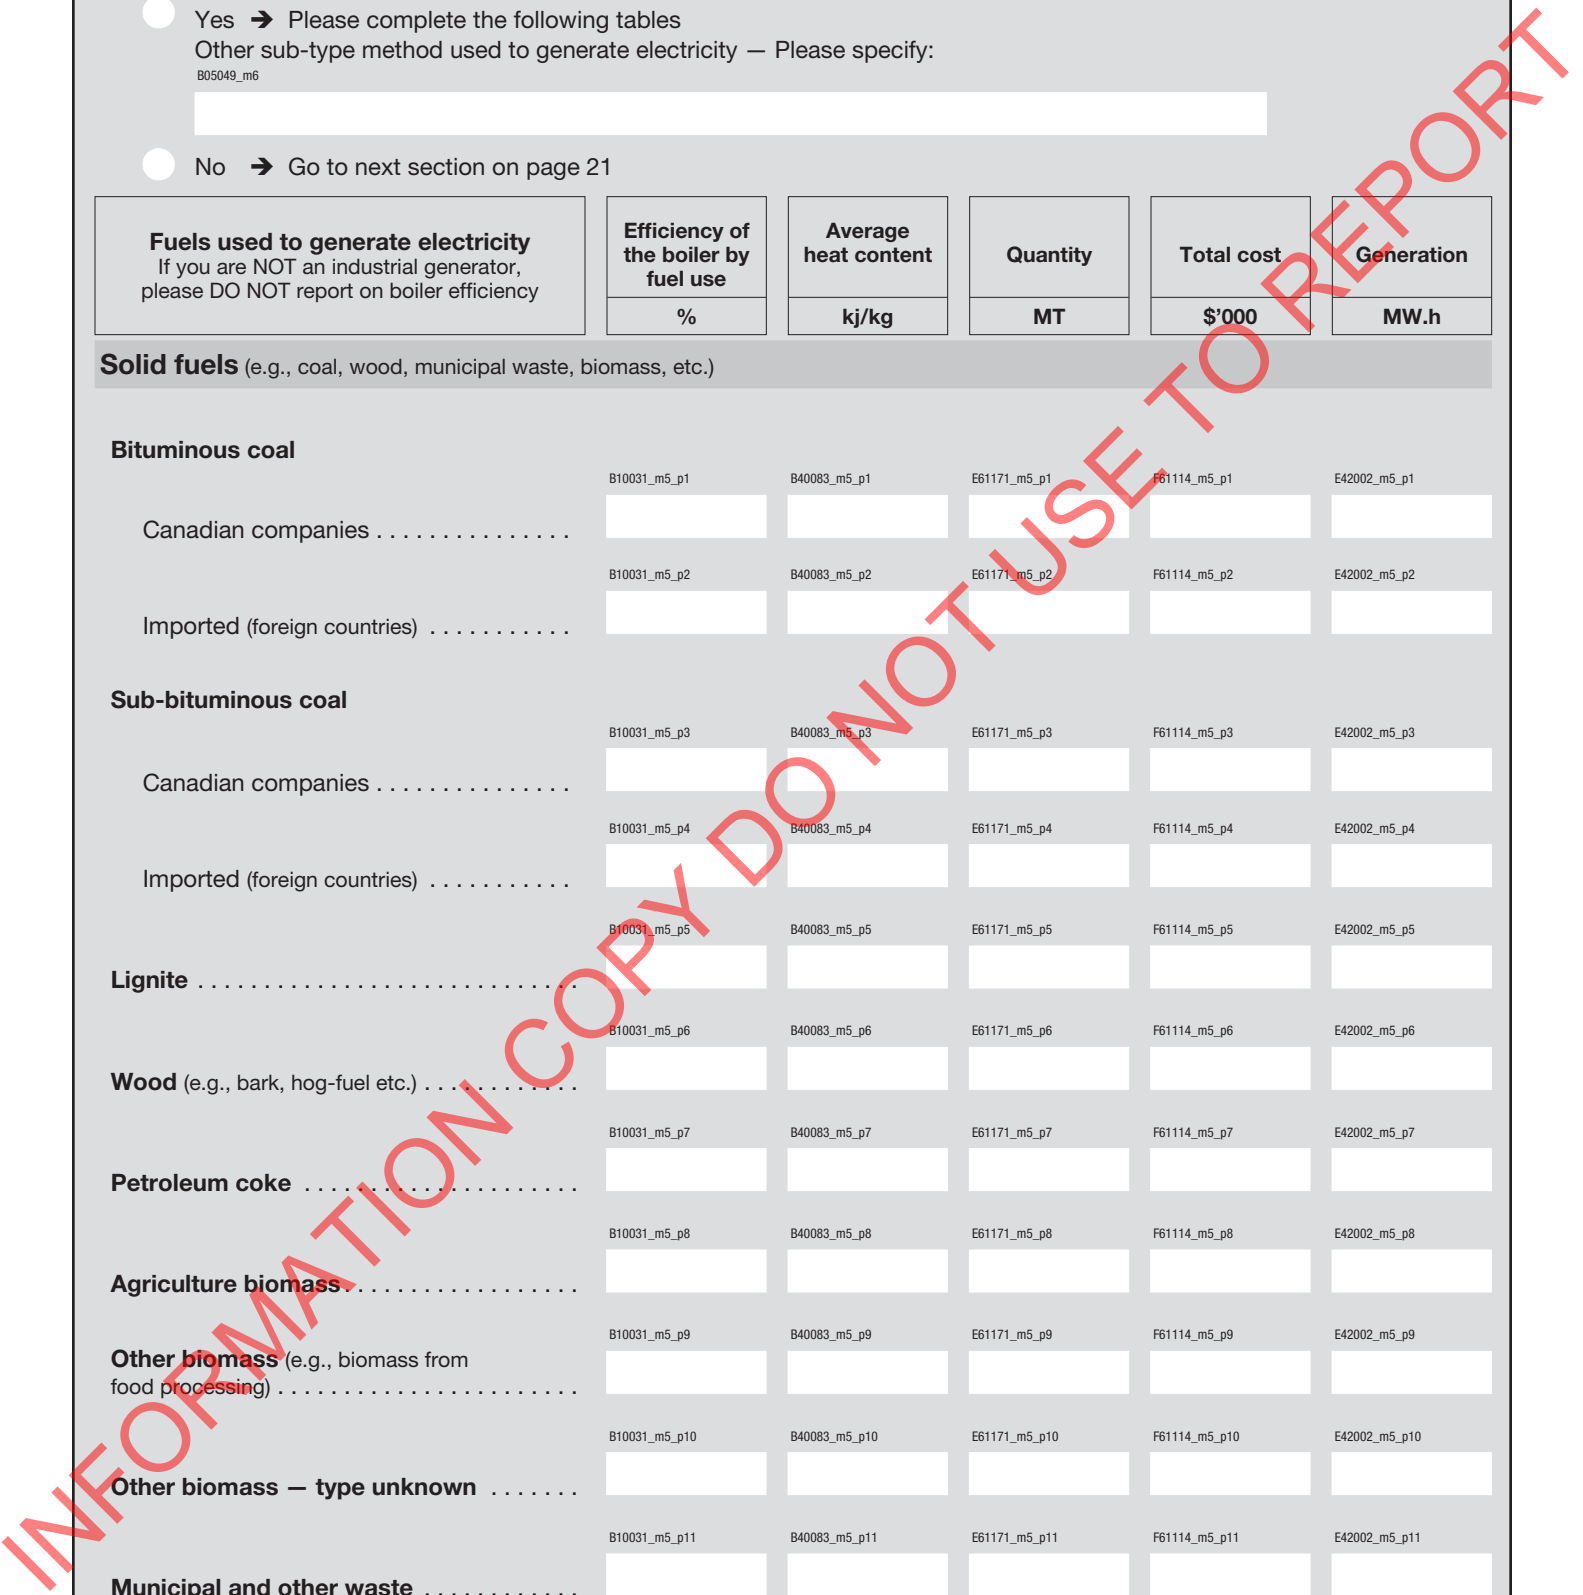 Yes ➔ Please complete the following tables
Other sub-type method used to generate electricity — Please specify:
B05049_m6
No ➔ Go to next section on page 21
Fuels used to generate electricity
If you are NOT an industrial generator,
please DO NOT report on boiler efficiency
Efficiency of
the boiler by
fuel use
%
Average
heat content
kj/kg
Quantity
MT
Total cost
$'000
Generation
MW.h
Solid fuels (e.g., coal, wood, municipal waste, biomass, etc.)
Bituminous coal
B10031_m5_p1 B40083_m5_p1 E61171_m5_p1 F61114_m5_p1 E42002_m5_p1
Canadian companies . . . . . . . . . . . . . . .
B10031_m5_p2 B40083_m5_p2 E61171_m5_p2 F61114_m5_p2 E42002_m5_p2
Imported (foreign countries) . . . . . . . . . . .
Sub-bituminous coal
B10031_m5_p3 B40083_m5_p3 E61171_m5_p3 F61114_m5_p3 E42002_m5_p3
Canadian companies . . . . . . . . . . . . . . .
B10031_m5_p4 B40083_m5_p4 E61171_m5_p4 F61114_m5_p4 E42002_m5_p4
Imported (foreign countries) . . . . . . . . . . .
B10031_m5_p5 B40083_m5_p5 E61171_m5_p5 F61114_m5_p5 E42002_m5_p5
Lignite . . . . . . . . . . . . . . . . . . . . . . . . . . . . .
B10031_m5_p6 B40083_m5_p6 E61171_m5_p6 F61114_m5_p6 E42002_m5_p6
Wood (e.g., bark, hog-fuel etc.) . . . . . . . . . . . .
B10031_m5_p7 B40083_m5_p7 E61171_m5_p7 F61114_m5_p7 E42002_m5_p7
Petroleum coke . . . . . . . . . . . . . . . . . . . . .
B10031_m5_p8 B40083_m5_p8 E61171_m5_p8 F61114_m5_p8 E42002_m5_p8
Agriculture biomass . . . . . . . . . . . . . . . . . .
B10031_m5_p9 B40083_m5_p9 E61171_m5_p9 F61114_m5_p9 E42002_m5_p9
Other biomass (e.g., biomass from
food processing) . . . . . . . . . . . . . . . . . . . . . . .
B10031_m5_p10 B40083_m5_p10 E61171_m5_p10 F61114_m5_p10 E42002_m5_p10
Other biomass — type unknown . . . . . . .
B10031_m5_p11 B40083_m5_p11 E61171_m5_p11 F61114_m5_p11 E42002_m5_p11
Municipal and other waste . . . . . . . . . . . .
INFORMATION COPY DO NOT USE TO REPORT